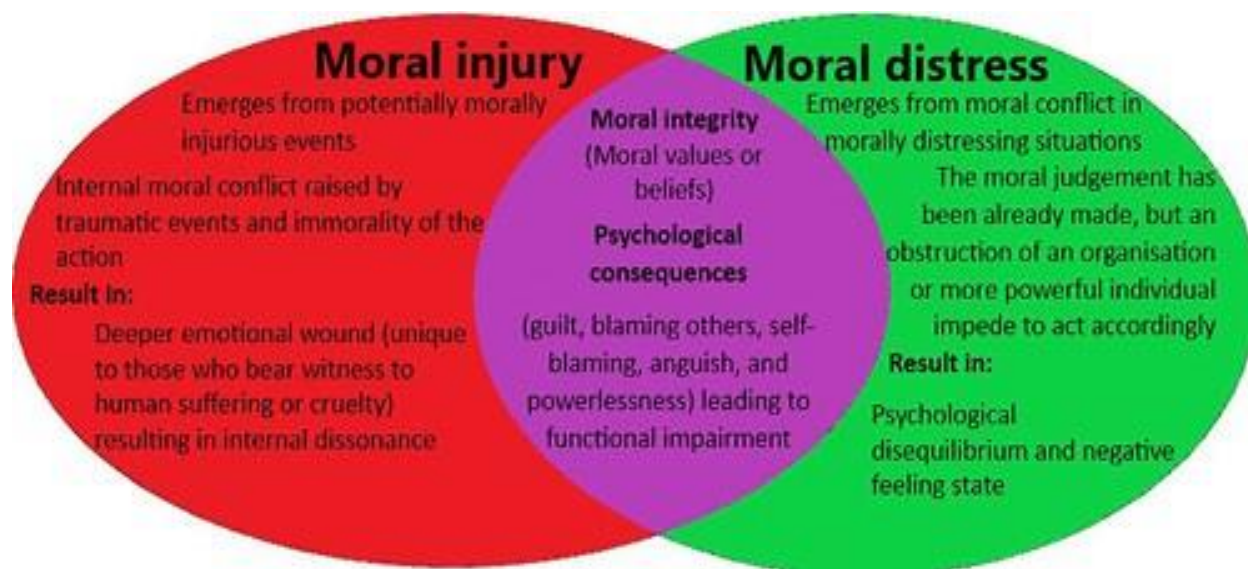 Moral injury
Emerges from potentially morally
injurious events
Internal moral conflict raised by
traumatic events and immorality of the
action
Result in:
Deeper emotional wound (unique
to those who bear witness to
human suffering or cruelty)
resulting in internal dissonance
Moral integrity
(Moral values or
beliefs)
Psychological
consequences
(guilt, blaming others, self-
blaming, anguish, and
powerlessness) leading to
functional impairment
Moral distress
Emerges from moral conflict in
morally distressing situations
The moral judgement has
been already made, but an
obstruction of an organisation
or more powerful individual
impede to act accordingly
Result in:
Psychological
disequilibrium and negative
feeling state